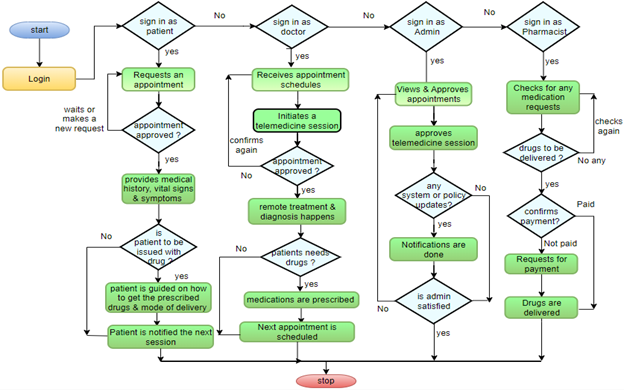 start
Login
sign in as
patient
No
yes
Requests an
appointment
waits or
makes a
new request
appointment
approved ?
yes
provides medical
history, vital signs
& symptoms
is
patient to be
issued with
drug ?
No
yes
patient is guided on how
to get the prescribed
drugs & mode of delivery
Patient is notified the next
session
sign in as
doctor
No
yes
Receives appointment
schedules
Initiates a
telemedicine session
confirms
again
No
appointment
approved ?
yes
remote treatment &
diagnosis happens
No
patients needs
drugs ?
yes
medications are prescribed
Next appointment is
scheduled
sign in as
Admin
No
yes
Views & Approves
appointments
approves
telemedicine session
any
system or policy
updates?
No
yes
Notifications are
done
is admin
satisfied
No
yes
sign in as
Pharmacist
yes
Checks for any
medication
requests
checks
again
drugs to be
delivered ?
No any
yes
confirms
payment?
Paid
Not paid
Requests for
payment
Drugs are
delivered
stop